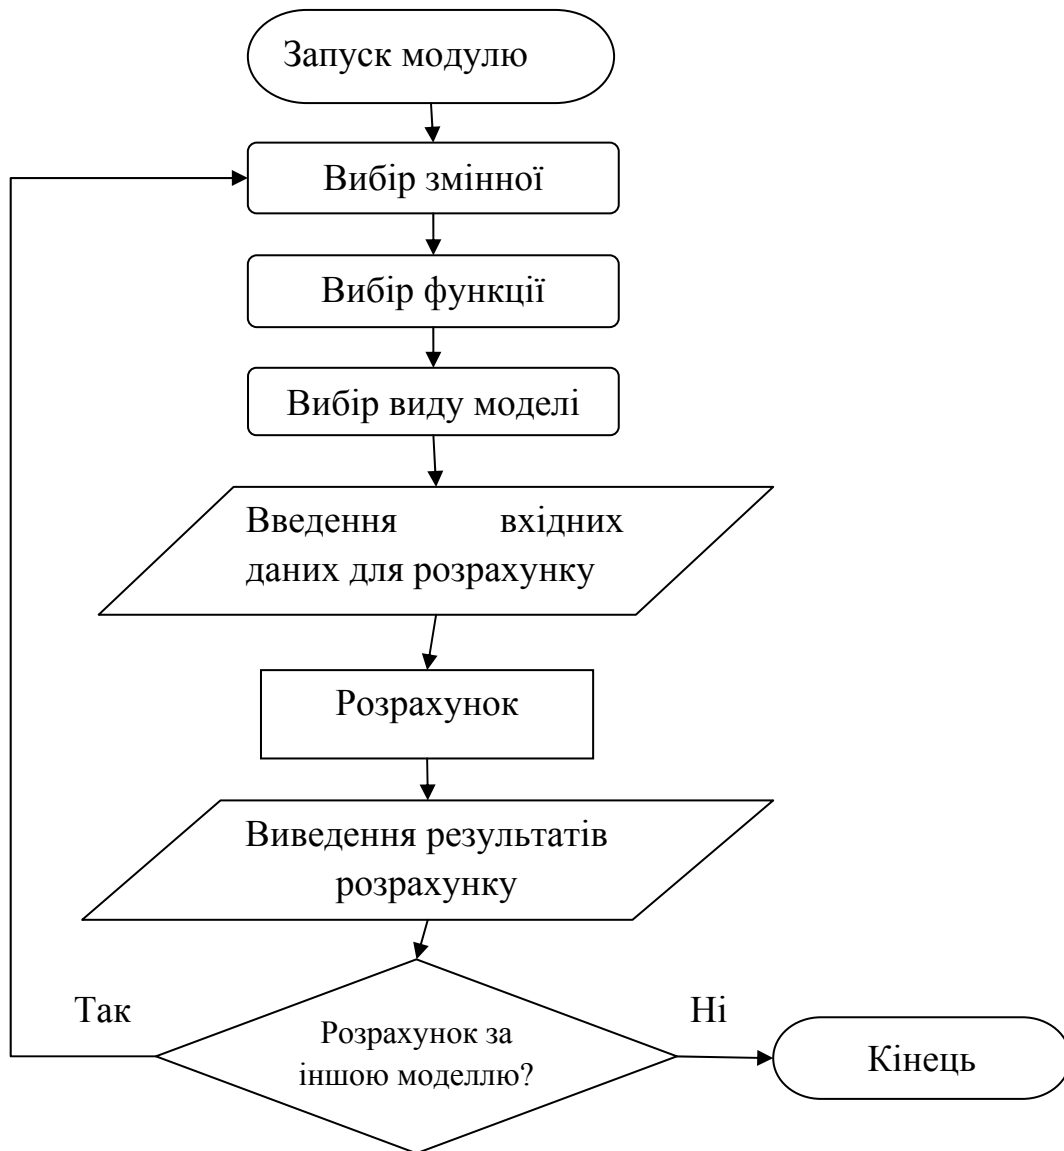 Запуск модулю
Вибір змінної
Вибір функції
Вибір виду моделі
Введення вхідних
даних для розрахунку
Розрахунок
Виведення результатів
розрахунку
Так
Ні
Розрахунок за
іншою моделлю?
Кінець